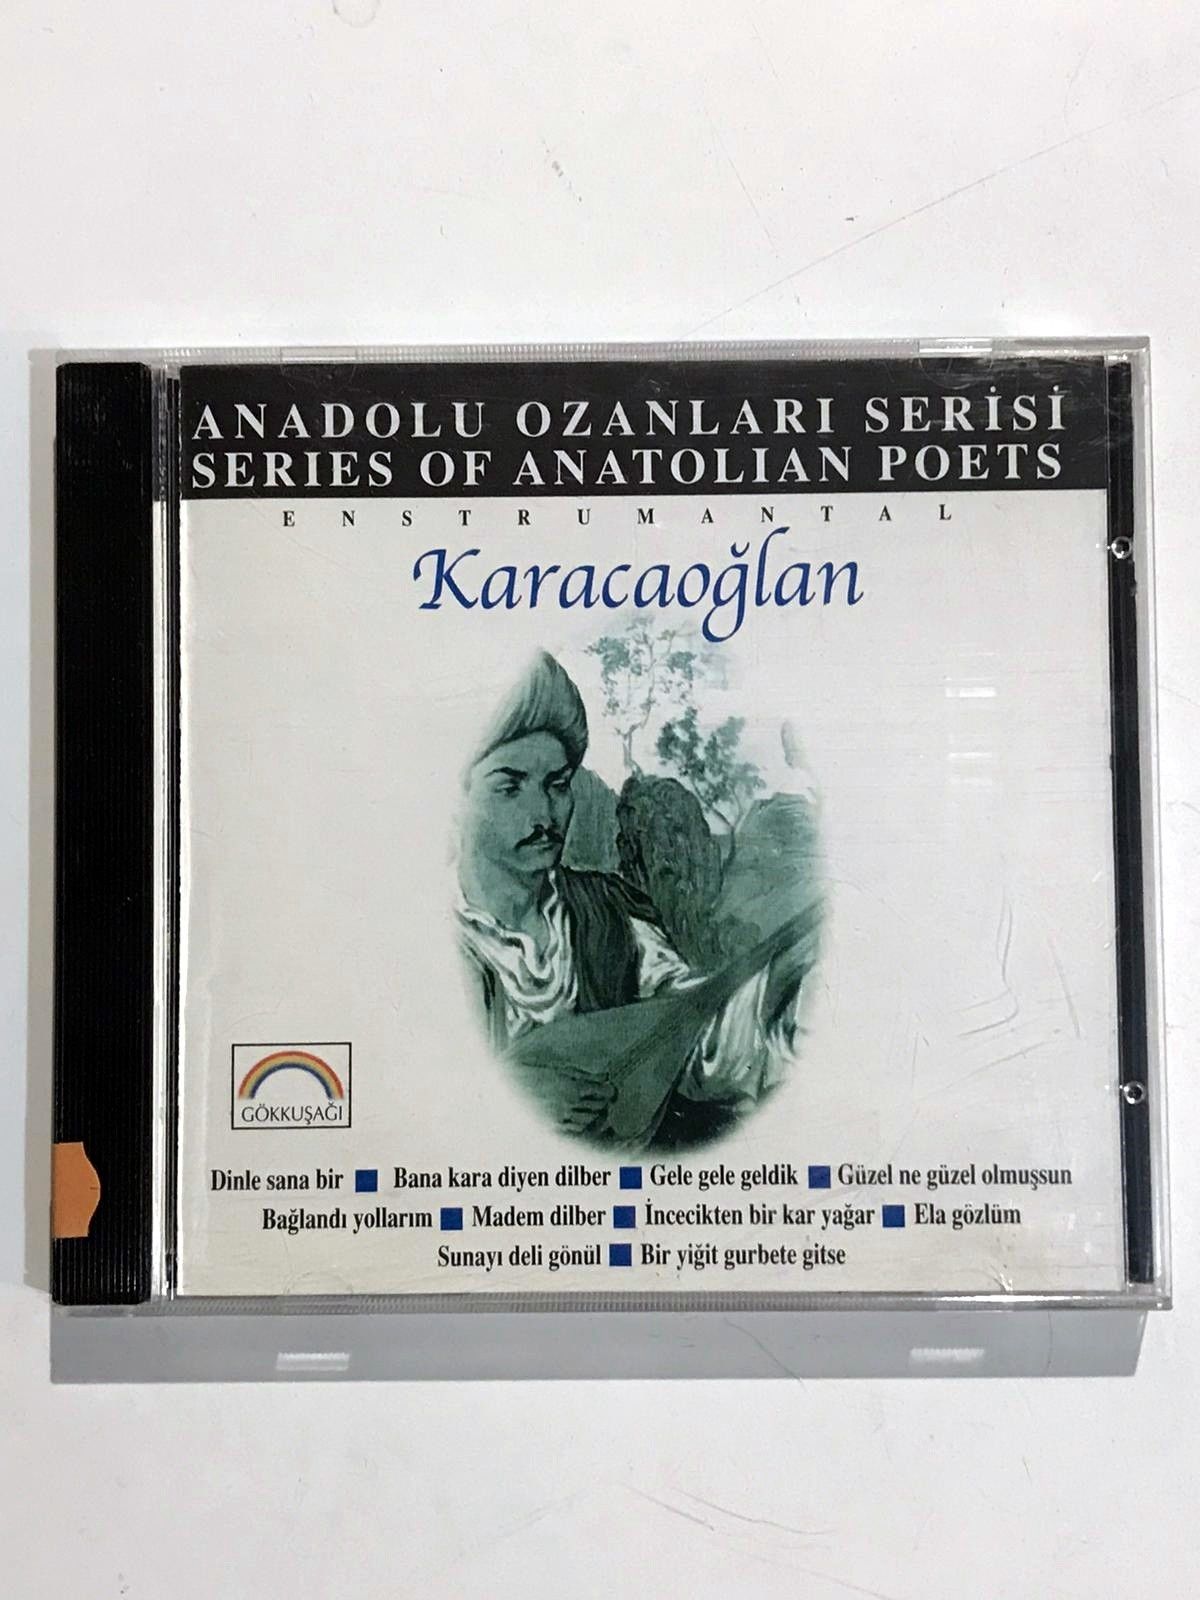 ANADOLU OZANLARI SERİSİ
SERIES OF ANATOLIAN POETS
ENSTRUMANTAL
Karacaoğlan
GÖKKUŞAĞI
Dinle sana bir ■ Bana kara diyen dilber ■ Gele gele geldik ■ Güzel ne güzel olmuşsun
Bağlandı yollarım ■ Madem dilber ■ İncecikten bir kar yağar ■ Ela gözlüm
Sunayı deli gönül ■ Bir yiğit gurbete gitse